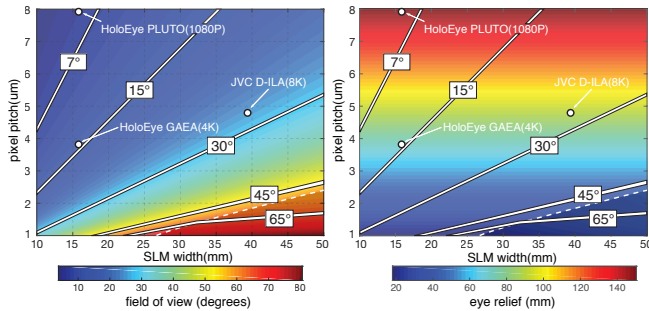 pixel pitch(um)
8
7
6
5
4
3
2
1
HoloEye PLUTO(1080P)
7°
15°
JVC D-ILA(8K)
HoloEye GAEA(4K)
30°
45°
65°
10 15 20 25 30 35 40 45 50
SLM width(mm)
10 20 30 40 50 60 70 80
field of view (degrees)
pixel pitch(um)
8
7
6
5
4
3
2
1
HoloEye PLUTO(1080P)
7°
15°
JVC D-ILA(8K)
HoloEye GAEA(4K)
30°
45°
65°
10 15 20 25 30 35 40 45 50
SLM width(mm)
20 40 60 80 100 120 140
eye relief (mm)